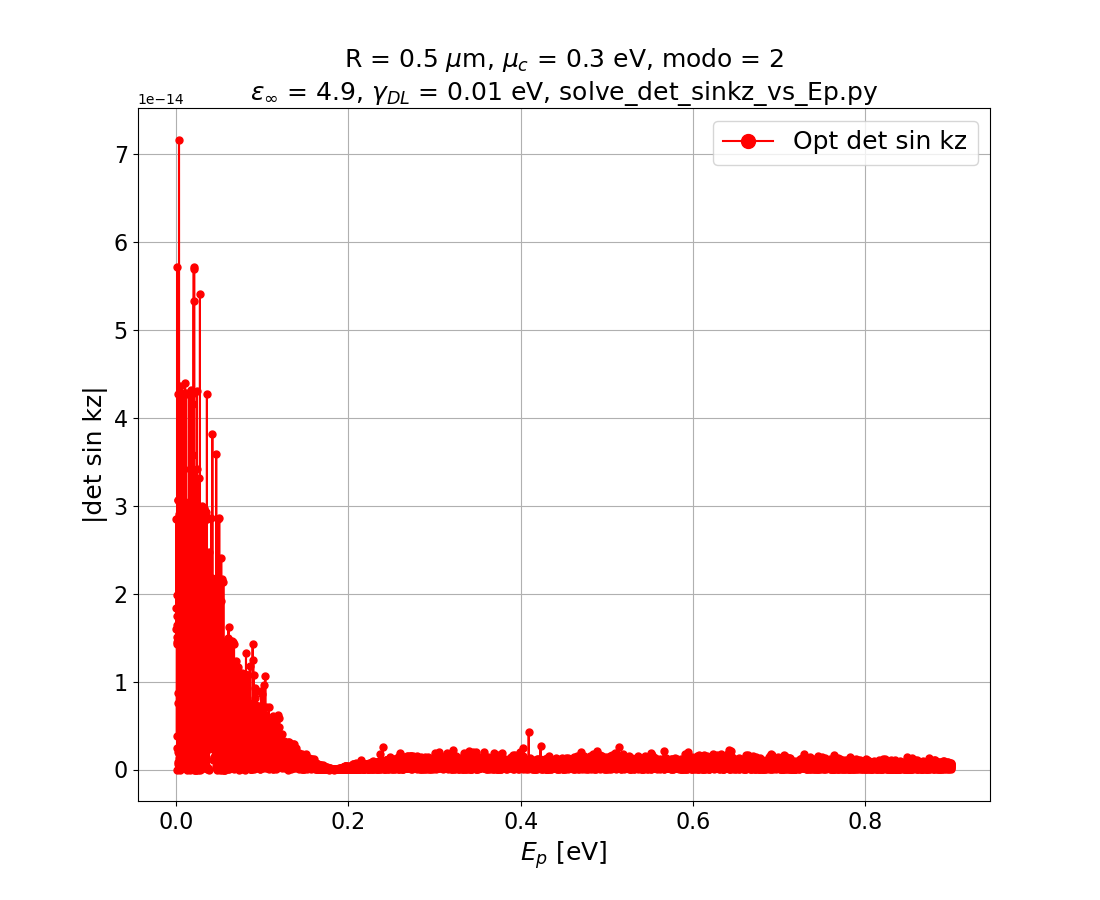 R = 0.5 μm, μ_c = 0.3 eV, modo = 2
ε_∞ = 4.9, γ_DL = 0.01 eV, solve_det_sinkz_vs_Ep.py
1e−14
Opt det sin kz
7
6
5
4
3
2
1
0
|det sin kz|
0.0 0.2 0.4 0.6 0.8
E_p [eV]